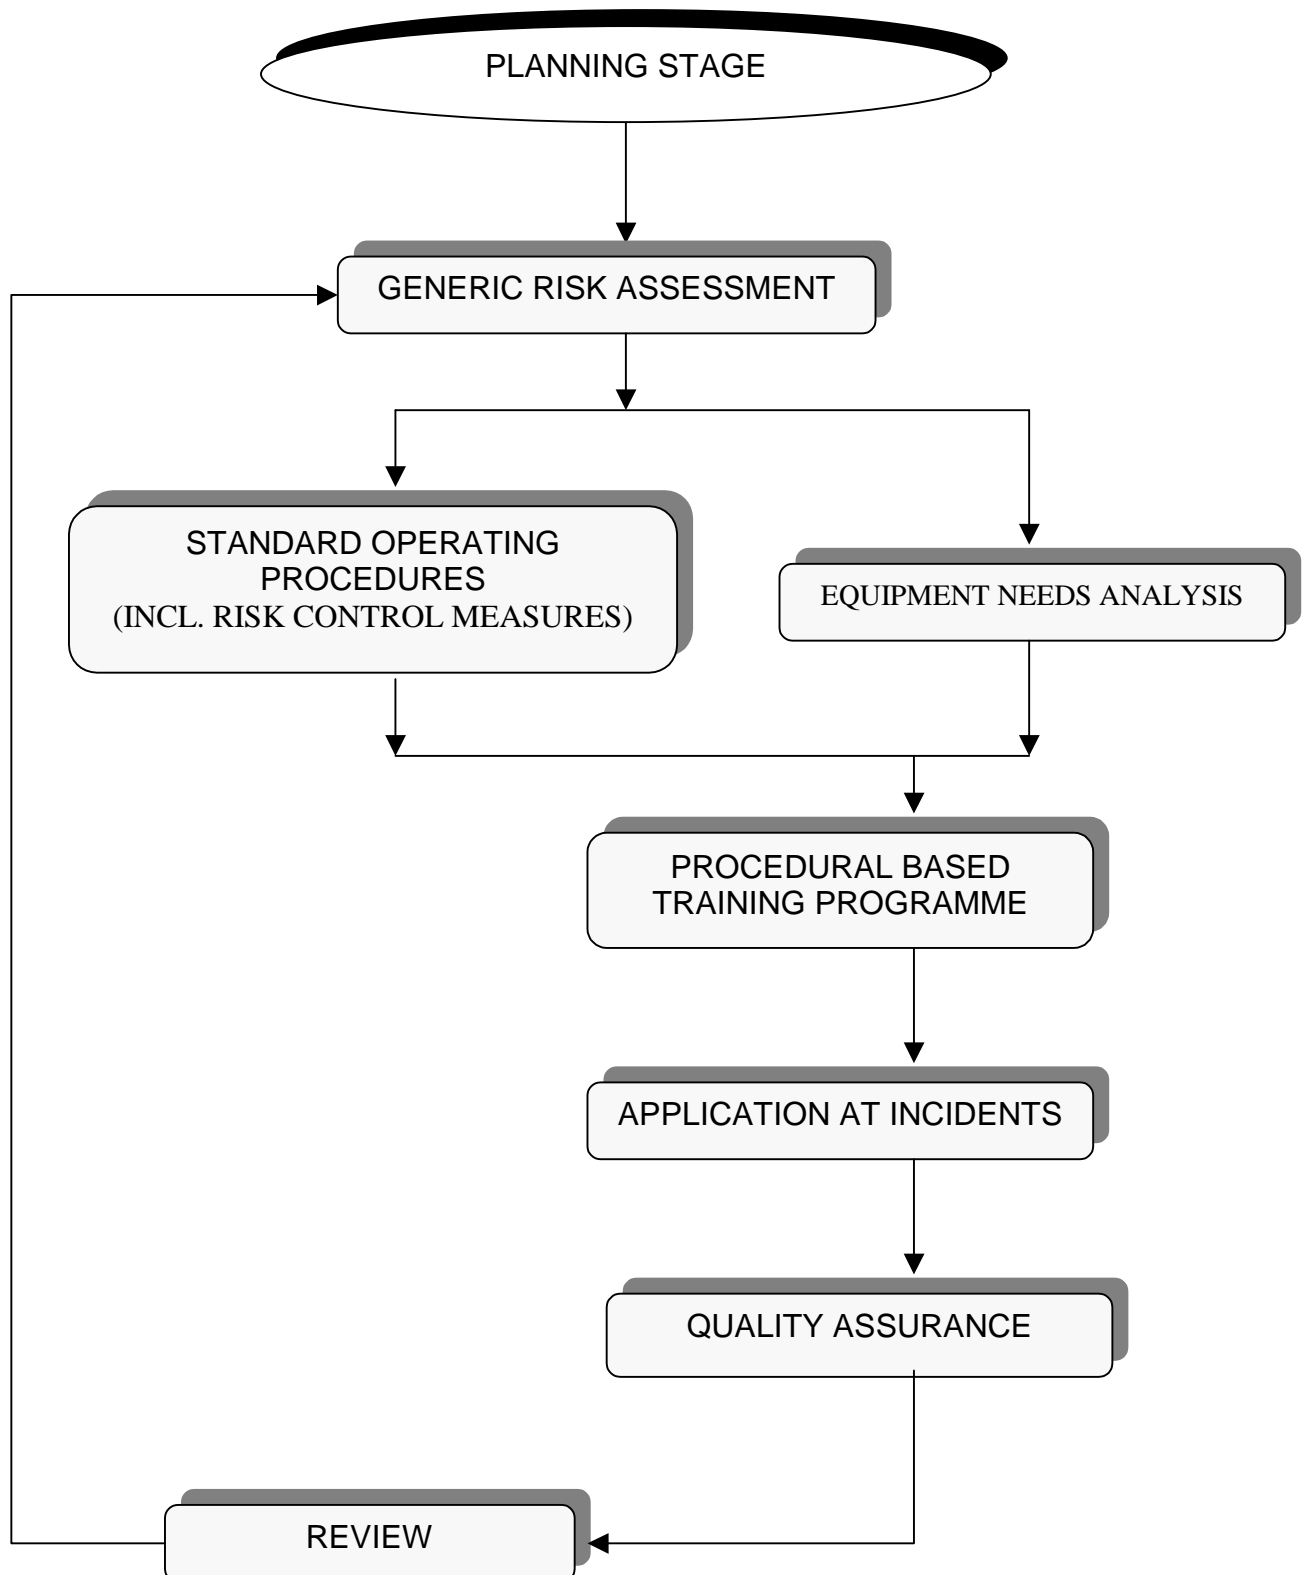 PLANNING STAGE
GENERIC RISK ASSESSMENT
STANDARD OPERATING
PROCEDURES
(INCL. RISK CONTROL MEASURES)
EQUIPMENT NEEDS ANALYSIS
PROCEDURAL BASED
TRAINING PROGRAMME
APPLICATION AT INCIDENTS
QUALITY ASSURANCE
REVIEW